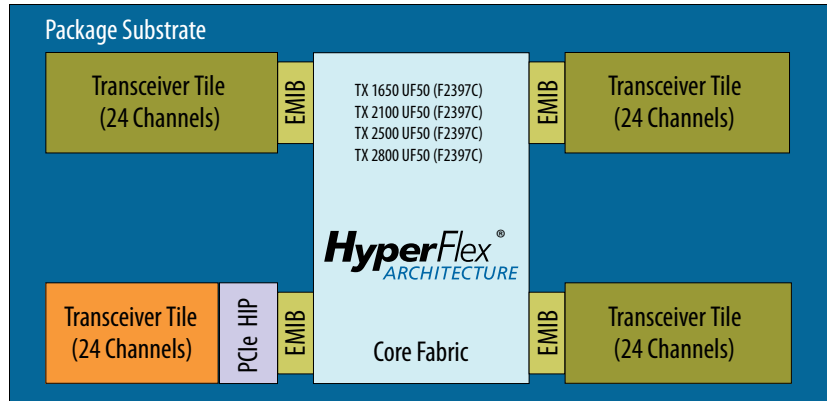 Package Substrate
Transceiver Tile
(24 Channels)
EMIB
TX 1650 UF50 (F2397C)
TX 2100 UF50 (F2397C)
TX 2500 UF50 (F2397C)
TX 2800 UF50 (F2397C)
EMIB
Transceiver Tile
(24 Channels)
HyperFlex®
ARCHITECTURE
Transceiver Tile
(24 Channels)
PCIe HIP
EMIB
Core Fabric
EMIB
Transceiver Tile
(24 Channels)